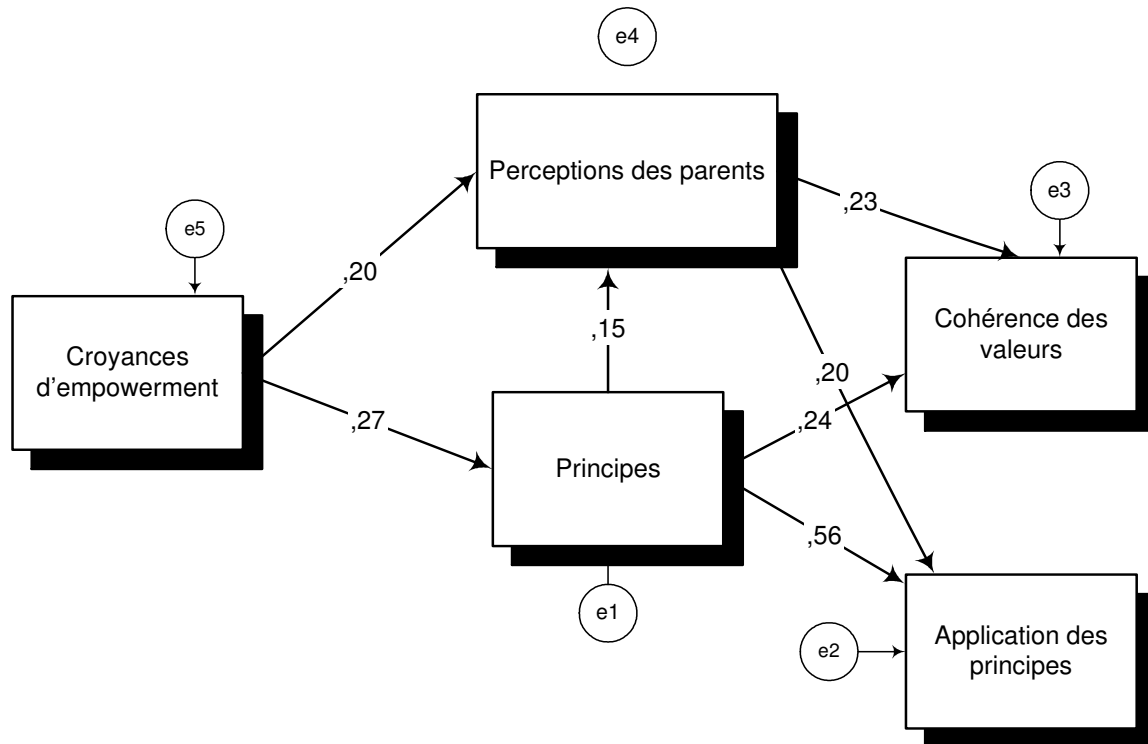 e4
Perceptions des parents
e5
e3
,23
,20
Croyances
d'empowerment
Cohérence des
valeurs
,15
,20
,27
,24
Principes
,56
e1
e2
Application des
principes